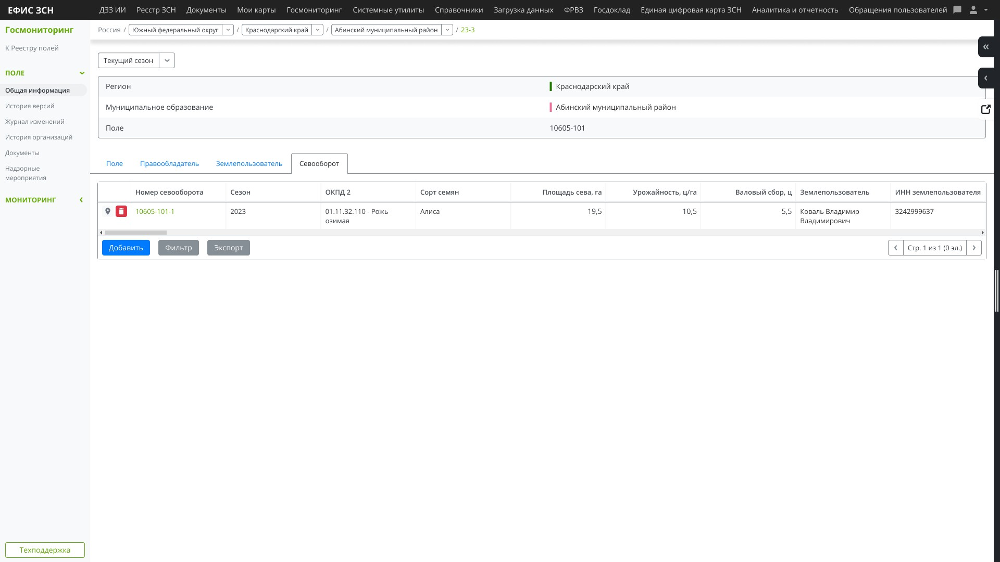 ЕФИС ЗСН
ДЗЗ ИИ Реестр ЗСН Документы Мои карты Госмониторинг Системные утилиты Справочники Загрузка данных ФРВЗ Госдоклад Единая цифровая карта ЗСН Аналитика и отчетность Обращения пользователей
Госмониторинг
К Реестру полей
ПОЛЕ
Общая информация
История версий
Журнал изменений
История организаций
Документы
Надзорные
мероприятия
МОНИТОРИНГ
Техподдержка
Россия / Южный федеральный округ / Краснодарский край / Абинский муниципальный район / 23-3
Текущий сезон
Регион Краснодарский край
Муниципальное образование Абинский муниципальный район
Поле 10605-101
Поле Правообладатель Землепользователь Севооборот
Номер севооборота Сезон ОКПД 2 Сорт семян Площадь сева, га Урожайность, ц/га Валовый сбор, ц Землепользователь ИНН землепользователя
10605-101-1 2023 01.11.32.110 - Рожь Алиса 19,5 10,5 5,5 Коваль Владимир 3242999637
озимая Владимирович
Добавить Фильтр Экспорт Стр. 1 из 1 (0 эл.)